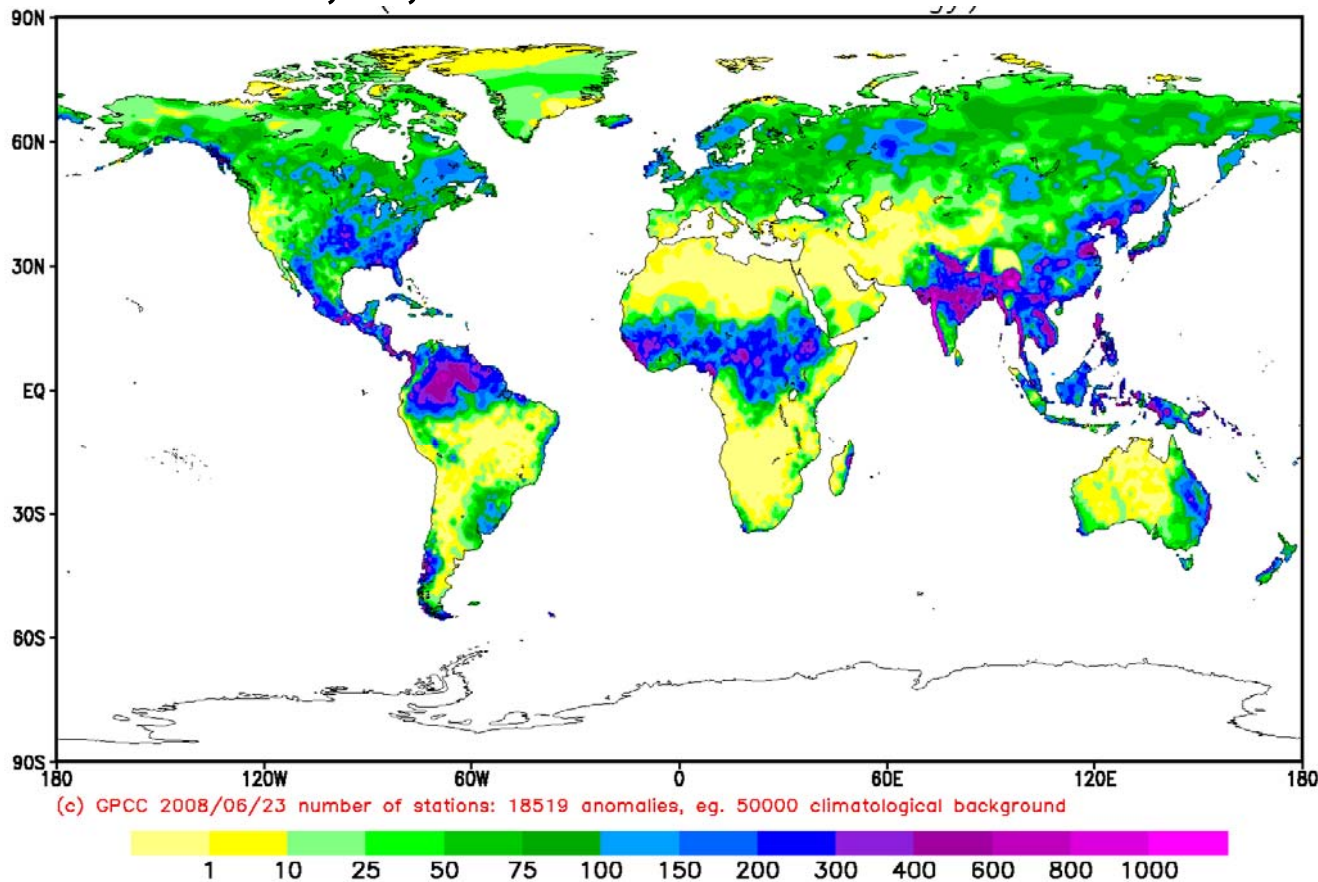 90N
60N
30N
EQ
30S
60S
90S
180 120W 60W 0 60E 120E 180
(c) GPCC 2008/06/23 number of stations: 18519 anomalies, eg. 50000 climatological background
1 10 25 50 75 100 150 200 300 400 600 800 1000